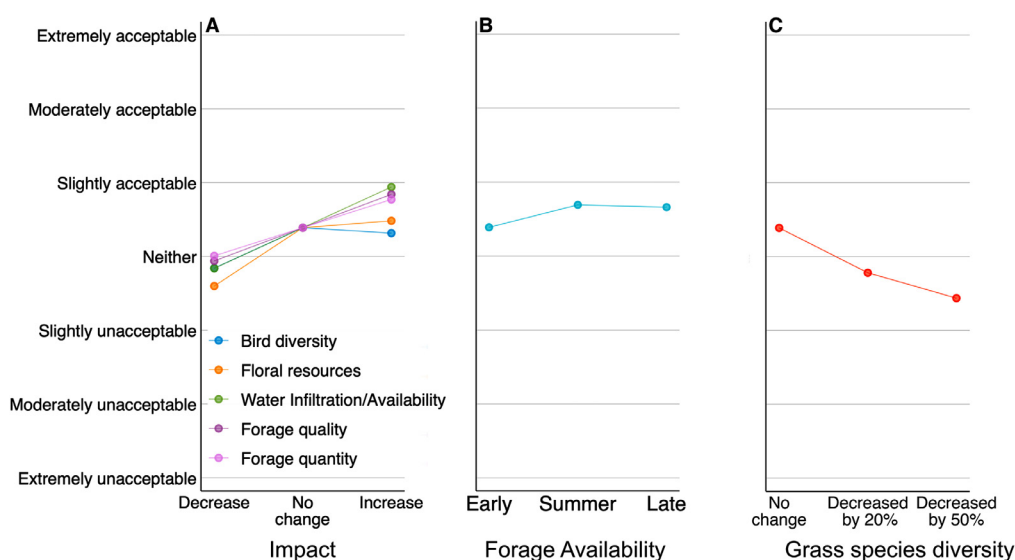 A
B
C
Extremely acceptable
Moderately acceptable
Slightly acceptable
Neither
Slightly unacceptable
Moderately unacceptable
Extremely unacceptable
Bird diversity
Floral resources
Water Infiltration/Availability
Forage quality
Forage quantity
Decrease
No
change
Increase
Impact
Early
Summer
Late
Forage Availability
No
change
Decreased
by 20%
Decreased
by 50%
Grass species diversity